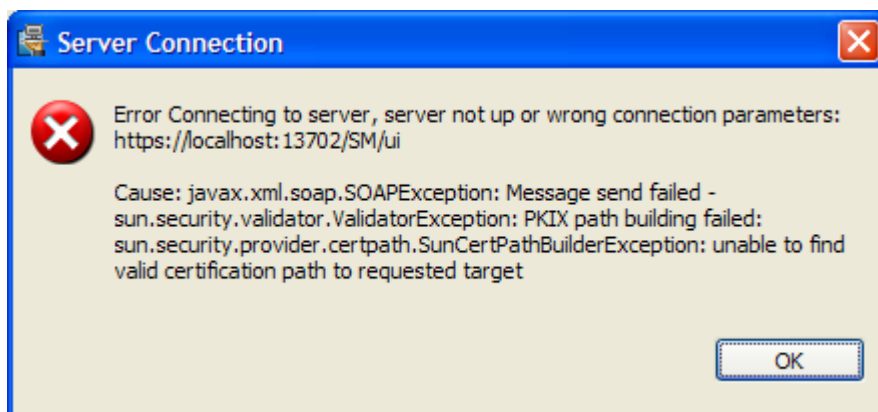 Server Connection
Error Connecting to server, server not up or wrong connection parameters:
https://localhost:13702/SM/ui
Cause: javax.xml.soap.SOAPException: Message send failed -
sun.security.validator.ValidatorException: PKIX path building failed:
sun.security.provider.certpath.SunCertPathBuilderException: unable to find
valid certification path to requested target
OK